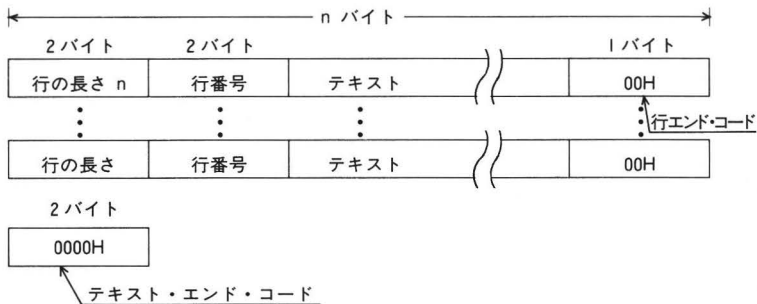 n バイト
2バイト 2バイト 1バイト
行の長さ n 行番号 テキスト 00H
行エンド・コード
行の長さ 行番号 テキスト 00H
2バイト
0000H
テキスト・エンド・コード